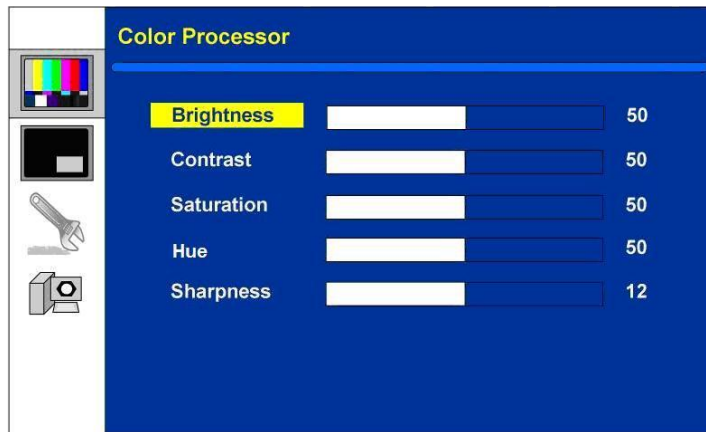 Color Processor
Brightness 50
Contrast 50
Saturation 50
Hue 50
Sharpness 12